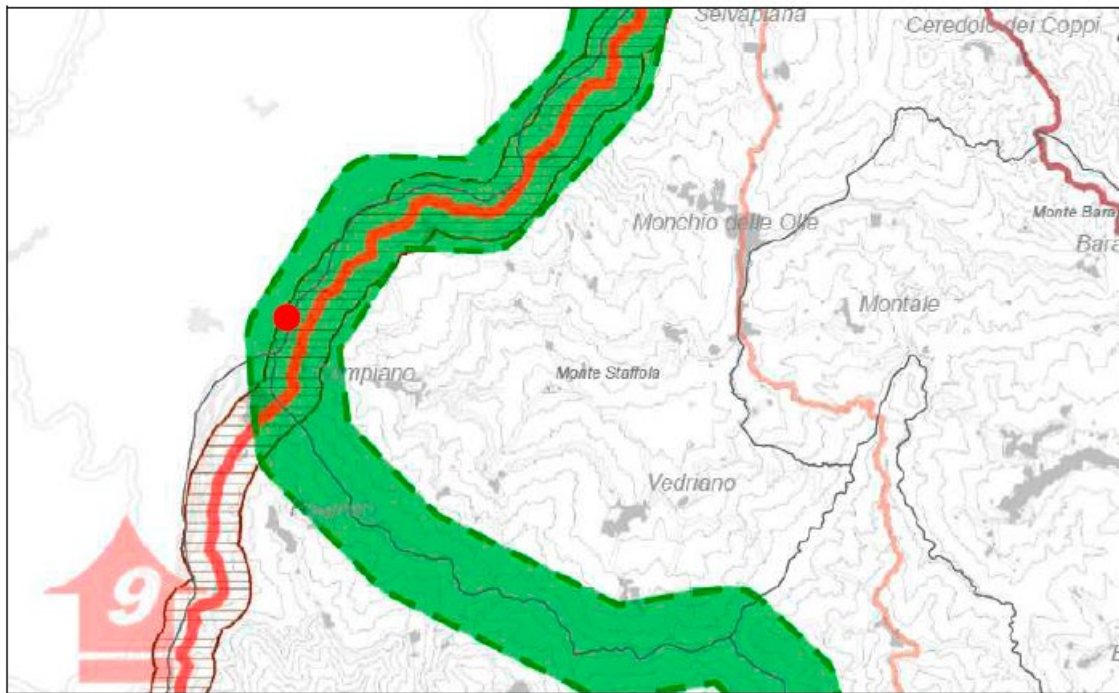 Selvapiana
Ceredolo dei Coppi
Monchio delle Olle
Monte Bara
Bara
Montale
Monte Staffola
Vedriano
9